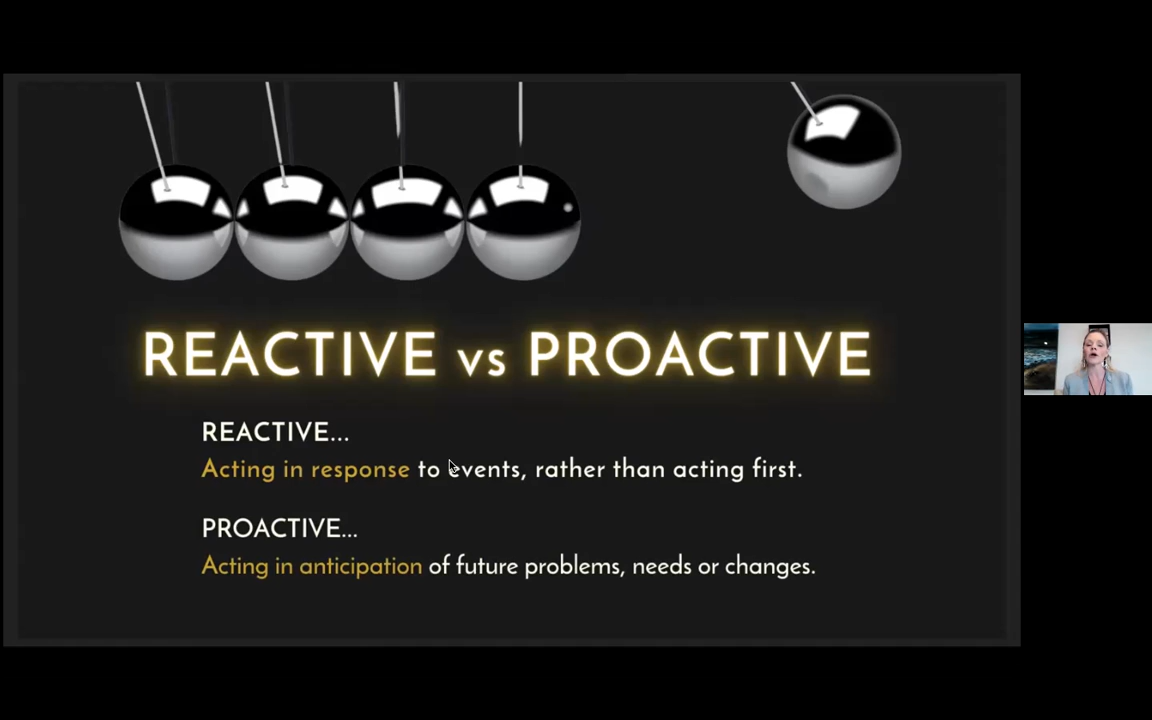 REACTIVE vs PROACTIVE
REACTIVE...
Acting in response to events, rather than acting first.
PROACTIVE...
Acting in anticipation of future problems, needs or changes.